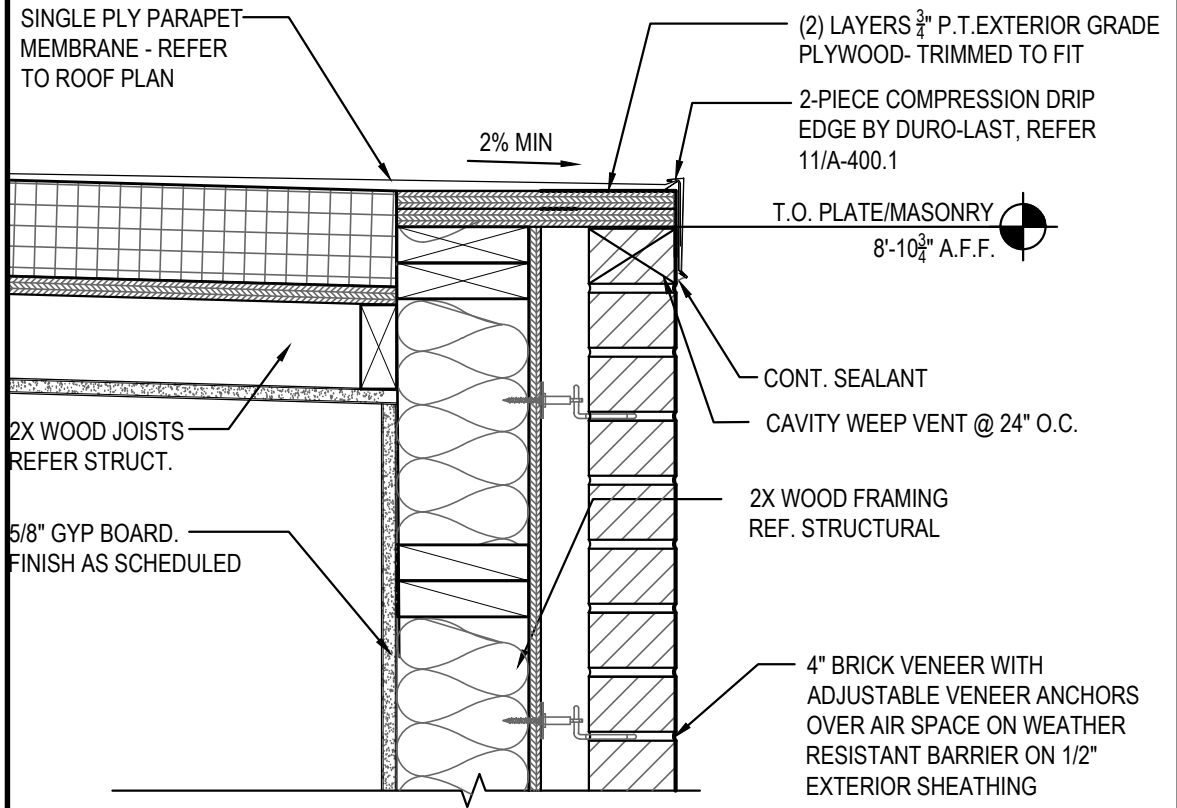 SINGLE PLY PARAPET
MEMBRANE - REFER
TO ROOF PLAN
(2) LAYERS 3/4" P.T.EXTERIOR GRADE
PLYWOOD- TRIMMED TO FIT
2-PIECE COMPRESSION DRIP
EDGE BY DURO-LAST, REFER
11/A-400.1
2% MIN
T.O. PLATE/MASONRY
8'-10 3/4" A.F.F.
CONT. SEALANT
CAVITY WEEP VENT @ 24" O.C.
2X WOOD JOISTS
REFER STRUCT.
2X WOOD FRAMING
REF. STRUCTURAL
5/8" GYP BOARD.
FINISH AS SCHEDULED
4" BRICK VENEER WITH
ADJUSTABLE VENEER ANCHORS
OVER AIR SPACE ON WEATHER
RESISTANT BARRIER ON 1/2"
EXTERIOR SHEATHING